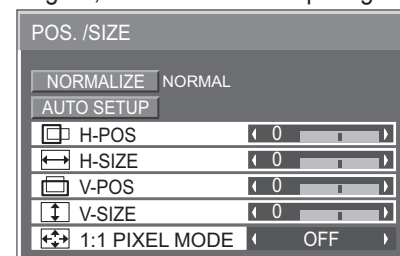 POS. /SIZE
NORMALIZE NORMAL
AUTO SETUP
H-POS 0
H-SIZE 0
V-POS 0
V-SIZE 0
1:1 PIXEL MODE OFF